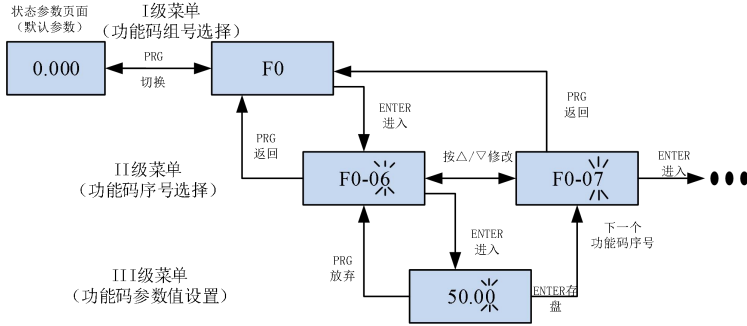 状态参数页面
（默认参数）
I级菜单
（功能码组号选择）
0.000
PRG
切换
F0
ENTER
进入
PRG
返回
PRG
返回
II级菜单
（功能码序号选择）
F0-06
按△/▽修改
F0-07
ENTER
进入
ENTER
进入
下一个
功能码序号
III级菜单
（功能码参数值设置）
PRG
放弃
50.00
ENTER存
盘